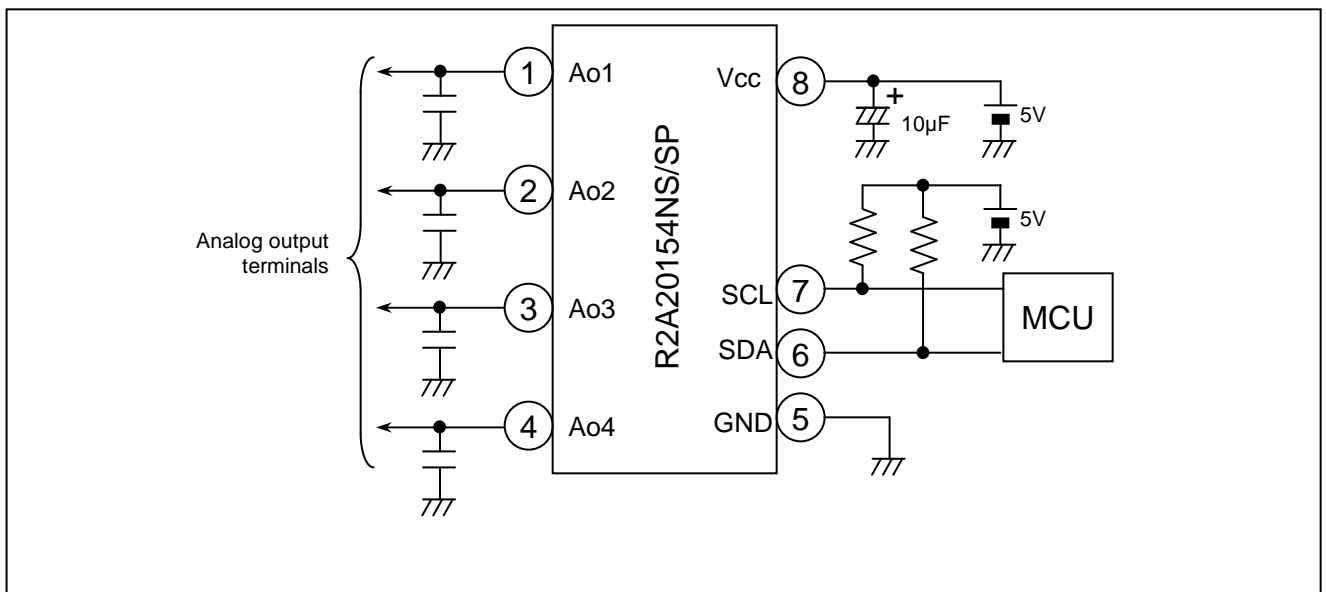 1 Ao1
2 Ao2
3 Ao3
4 Ao4
Analog output
terminals
R2A20154NS/SP
Vcc 8
+
10µF
5V
5V
SCL 7
SDA 6
GND 5
MCU